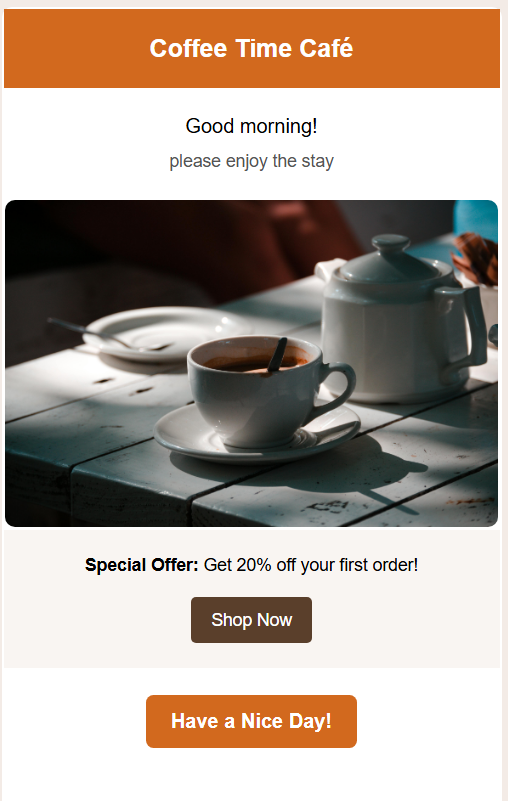 Coffee Time Café
Good morning!
please enjoy the stay
Special Offer: Get 20% off your first order!
Shop Now
Have a Nice Day!